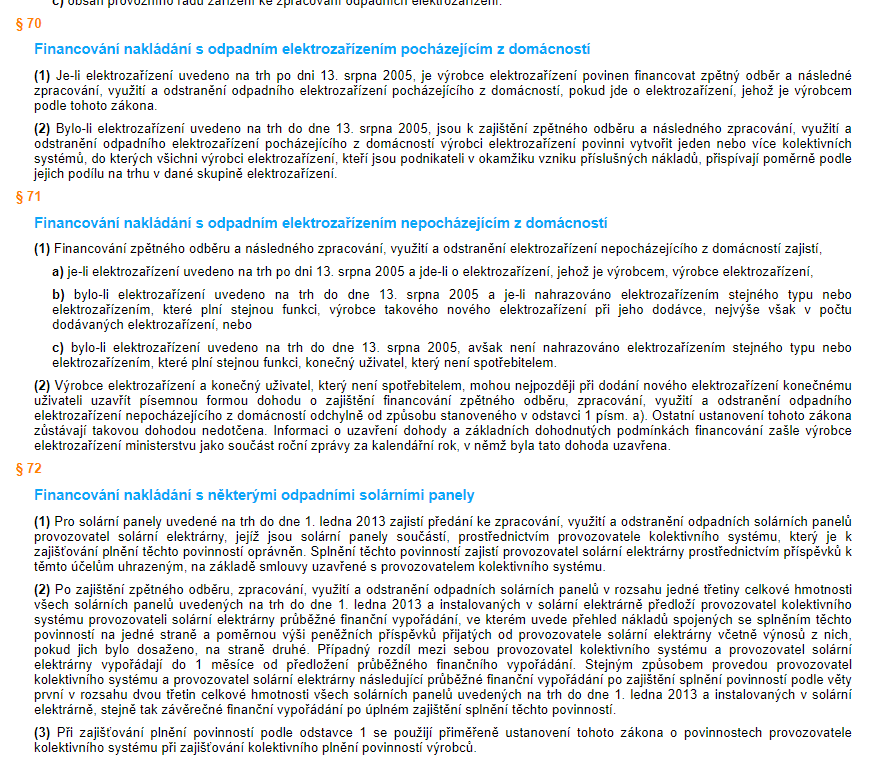 c) obsah provozního řádu zařízení ke zpracování odpadních elektrozařízení.
§ 70
Financování nakládání s odpadním elektrozařízením pocházejícím z domácností
(1) Je-li elektrozařízení uvedeno na trh po dni 13. srpna 2005, je výrobce elektrozařízení povinen financovat zpětný odběr a následné
zpracování, využití a odstranění odpadního elektrozařízení pocházejícího z domácností, pokud jde o elektrozařízení, jehož je výrobcem
podle tohoto zákona.
(2) Bylo-li elektrozařízení uvedeno na trh do dne 13. srpna 2005, jsou k zajištění zpětného odběru a následného zpracování, využití a
odstranění odpadního elektrozařízení pocházejícího z domácností výrobci elektrozařízení povinni vytvořit jeden nebo více kolektivních
systémů, do kterých všichni výrobci elektrozařízení, kteří jsou podnikateli v okamžiku vzniku příslušných nákladů, přispívají poměrně podle
jejich podílu na trhu v dané skupině elektrozařízení.
§ 71
Financování nakládání s odpadním elektrozařízením nepocházejícím z domácností
(1) Financování zpětného odběru a následného zpracování, využití a odstranění elektrozařízení nepocházejícího z domácností zajistí,
a) je-li elektrozařízení uvedeno na trh po dni 13. srpna 2005 a jde-li o elektrozařízení, jehož je výrobcem, výrobce elektrozařízení,
b) bylo-li elektrozařízení uvedeno na trh do dne 13. srpna 2005 a je-li nahrazováno elektrozařízením stejného typu nebo
elektrozařízením, které plní stejnou funkci, výrobce takového nového elektrozařízení při jeho dodávce, nejvýše však v počtu
dodávaných elektrozařízení, nebo
c) bylo-li elektrozařízení uvedeno na trh do dne 13. srpna 2005, avšak není nahrazováno elektrozařízením stejného typu nebo
elektrozařízením, které plní stejnou funkci, konečný uživatel, který není spotřebitelem.
(2) Výrobce elektrozařízení a konečný uživatel, který není spotřebitelem, mohou nejpozději při dodání nového elektrozařízení konečnému
uživateli uzavřít písemnou formou dohodu o zajištění financování zpětného odběru, zpracování, využití a odstranění odpadního
elektrozařízení nepocházejícího z domácností odchylně od způsobu stanoveného v odstavci 1 písm. a). Ostatní ustanovení tohoto zákona
zůstávají takovou dohodou nedotčena. Informaci o uzavření dohody a základních dohodnutých podmínkách financování zašle výrobce
elektrozařízení ministerstvu jako součást roční zprávy za kalendářní rok, v němž byla tato dohoda uzavřena.
§ 72
Financování nakládání s některými odpadními solárními panely
(1) Pro solární panely uvedené na trh do dne 1. ledna 2013 zajistí předání ke zpracování, využití a odstranění odpadních solárních panelů
provozovatel solární elektrárny, jejíž jsou solární panely součástí, prostřednictvím provozovatele kolektivního systému, který je k
zajišťování plnění těchto povinností oprávněn. Splnění těchto povinností zajistí provozovatel solární elektrárny prostřednictvím příspěvků k
těmto účelům uhrazeným, na základě smlouvy uzavřené s provozovatelem kolektivního systému.
(2) Po zajištění zpětného odběru, zpracování, využití a odstranění odpadních solárních panelů v rozsahu jedné třetiny celkové hmotnosti
všech solárních panelů uvedených na trh do dne 1. ledna 2013 a instalovaných v solární elektrárně předloží provozovatel kolektivního
systému provozovateli solární elektrárny průběžné finanční vypořádání, ve kterém uvede přehled nákladů spojených se splněním těchto
povinností na jedné straně a poměrnou výši peněžních příspěvků přijatých od provozovatele solární elektrárny včetně výnosů z nich,
pokud jich bylo dosaženo, na straně druhé. Případný rozdíl mezi sebou provozovatel kolektivního systému a provozovatel solární
elektrárny vypořádají do 1 měsíce od předložení průběžného finančního vypořádání. Stejným způsobem provedou provozovatel
kolektivního systému a provozovatel solární elektrárny následující průběžné finanční vypořádání po zajištění splnění povinností podle věty
první v rozsahu dvou třetin celkové hmotnosti všech solárních panelů uvedených na trh do dne 1. ledna 2013 a instalovaných v solární
elektrárně, stejně tak závěrečné finanční vypořádání po úplném zajištění splnění těchto povinností.
(3) Při zajišťování plnění povinností podle odstavce 1 se použijí přiměřeně ustanovení tohoto zákona o povinnostech provozovatele
kolektivního systému při zajišťování kolektivního plnění povinností výrobců.